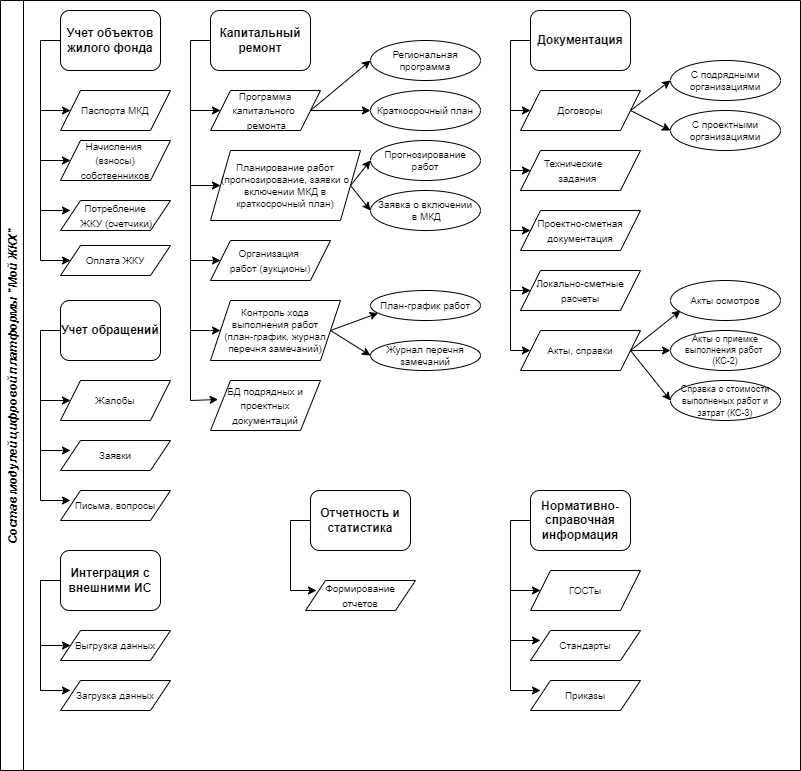 Состав модулей цифровой платформы "Мой ЖКХ"
Учет объектов
жилого фонда
Паспорта МКД
Начисления
(взносы)
собственников
Потребление
ЖКУ (счетчики)
Оплата ЖКУ
Учет обращений
Жалобы
Заявки
Письма, вопросы
Интеграция с
внешними ИС
Выгрузка данных
Загрузка данных
Капитальный
ремонт
Программа
капитального
ремонта
Региональная
программа
Краткосрочный план
Планирование работ
прогнозирование, заявки о
включении МКД в
краткосрочный план)
Прогнозирование
работ
Заявка о включении
в МКД
Организация
работ (аукционы)
Контроль хода
выполнения работ
(план-график, журнал
перечня замечаний)
План-график работ
Журнал перечня
замечаний
БД подрядных и
проектных
документаций
Отчетность и
статистика
Формирование
отчетов
Документация
Договоры
С подрядными
организациями
С проектными
организациями
Технические
задания
Проектно-сметная
документация
Локально-сметные
расчеты
Акты, справки
Акты осмотров
Акты о приемке
выполнения работ
(КС-2)
Справка о стоимости
выполненых работ и
затрат (КС-3)
Нормативно-
справочная
информация
ГОСТы
Стандарты
Приказы